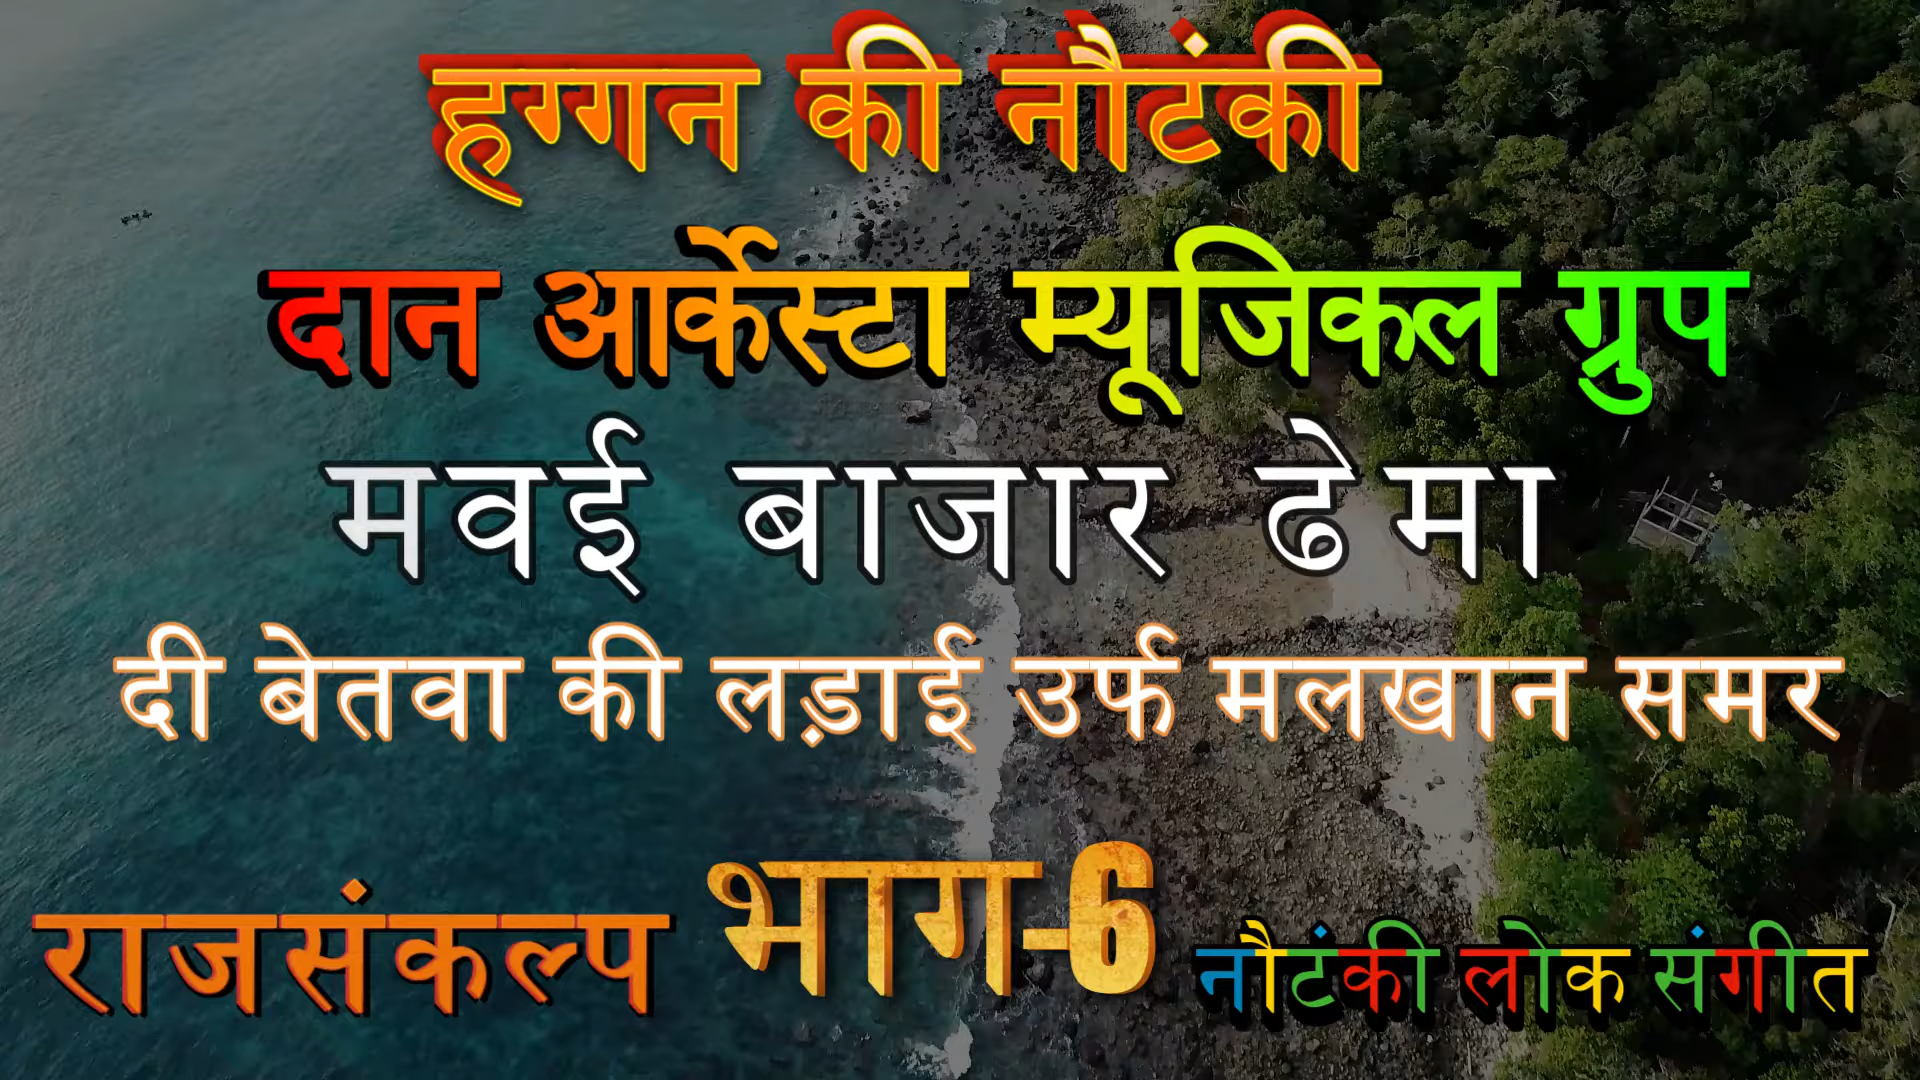 हग्गन की नौटंकी
दान आर्केस्टा म्यूजिकल ग्रुप
मवई बाजार ढेमा
दी बेतवा की लड़ाई उर्फ मलखान समर
राजसंकल्प भाग-6 नौटंकी लोक संगीत